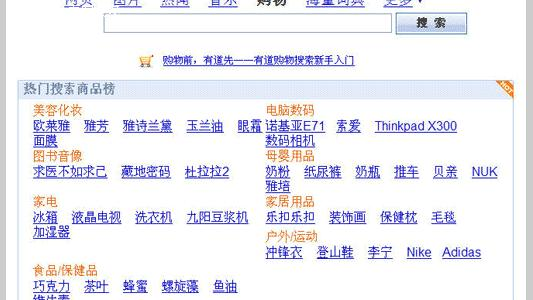 网页 图片 热闻 音乐 购物 海量词典 更多
搜 索
购物前，有道先——有道购物搜索新手入门
热门搜索商品榜
HOT
美容化妆
欧莱雅 雅芳 雅诗兰黛 玉兰油 眼霜
面膜
电脑数码
诺基亚E71 索爱 Thinkpad X300
数码相机
图书音像
求医不如求己 藏地密码 杜拉拉2
母婴用品
奶粉 纸尿裤 奶瓶 推车 贝亲 NUK
雅培
家电
冰箱 液晶电视 洗衣机 九阳豆浆机
加湿器
家居用品
乐扣乐扣 装饰画 保健枕 毛毯
户外/运动
冲锋衣 登山鞋 李宁 Nike Adidas
食品/保健品
巧克力 茶叶 蜂蜜 螺旋藻 鱼油
维生素